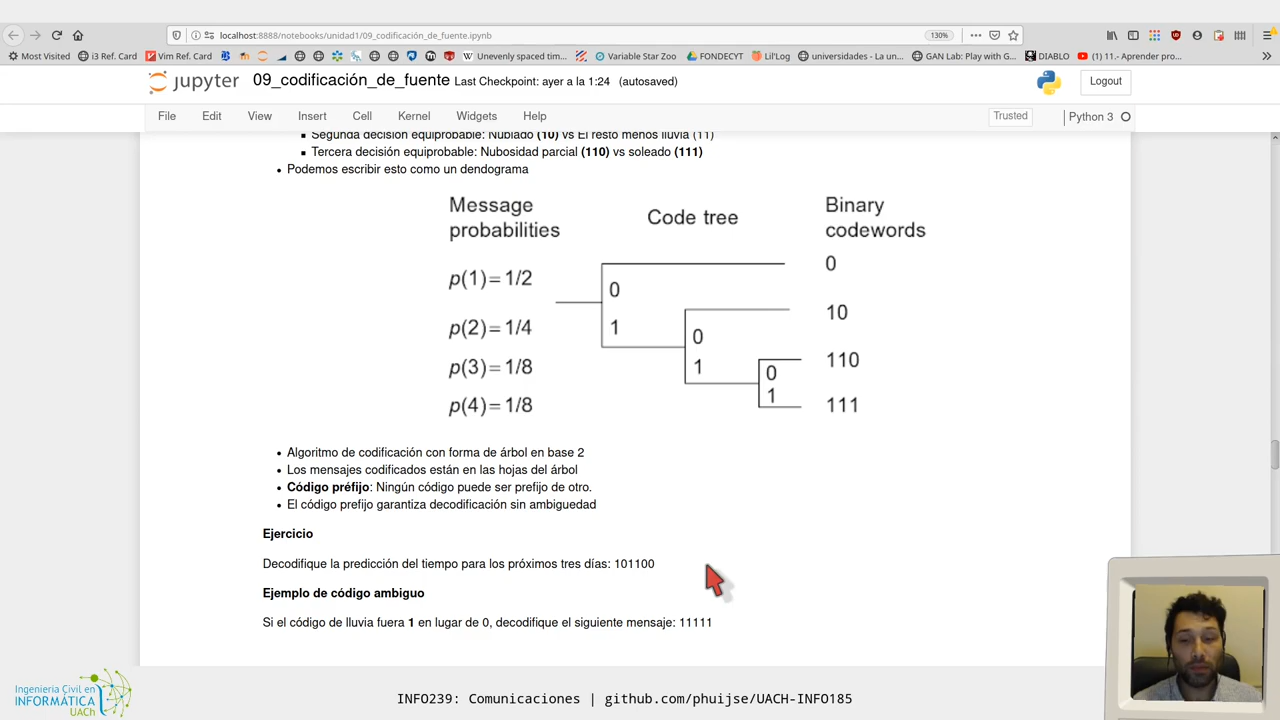 localhost:8888/notebooks/unidad1/09_codificación_de_fuente.ipynb
130%
Most Visited i3 Ref. Card Vim Ref. Card Unevenly spaced tim... Variable Star Zoo FONDECYT Lil'Log universidades - La un... GAN Lab: Play with G... DIABLO (1) 11.- Aprender pro...
jupyter 09_codificación_de_fuente Last Checkpoint: ayer a la 1:24 (autosaved)
Logout
File Edit View Insert Cell Kernel Widgets Help
Trusted
Python 3
Segunda decisión equiprobable: Nublado (10) vs El resto menos lluvia (11)
Tercera decisión equiprobable: Nubosidad parcial (110) vs soleado (111)
Podemos escribir esto como un dendograma
Message probabilities
Code tree
Binary codewords
p(1)=1/2
p(2)=1/4
p(3)=1/8
p(4)=1/8
0
1
0
1
0
1
0
10
110
111
Algoritmo de codificación con forma de árbol en base 2
Los mensajes codificados están en las hojas del árbol
Código préfijo: Ningún código puede ser prefijo de otro.
El código prefijo garantiza decodificación sin ambiguedad
Ejercicio
Decodifique la predicción del tiempo para los próximos tres días: 101100
Ejemplo de código ambiguo
Si el código de lluvia fuera 1 en lugar de 0, decodifique el siguiente mensaje: 11111
Ingeniería Civil en
INFORMÁTICA
UACh
INFO239: Comunicaciones | github.com/phuijse/UACH-INFO185